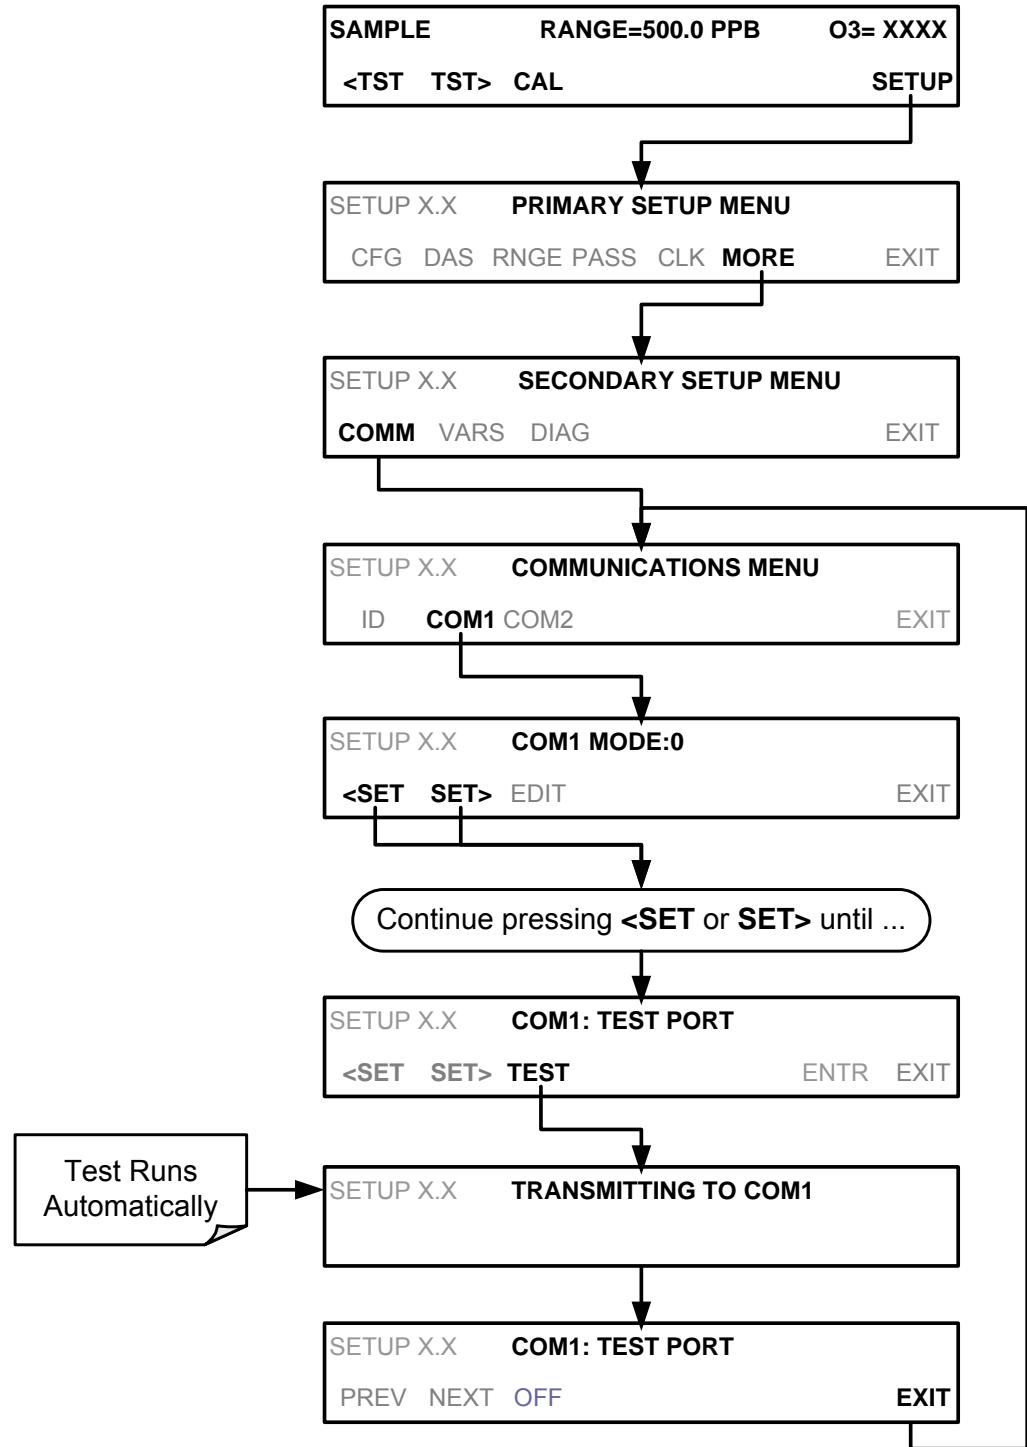 SAMPLE RANGE=500.0 PPB O3= XXXX
<TST TST> CAL SETUP
SETUP X.X PRIMARY SETUP MENU
CFG DAS RNGE PASS CLK MORE EXIT
SETUP X.X SECONDARY SETUP MENU
COMM VARS DIAG EXIT
SETUP X.X COMMUNICATIONS MENU
ID COM1 COM2 EXIT
SETUP X.X COM1 MODE:0
<SET SET> EDIT EXIT
Continue pressing <SET or SET> until ...
SETUP X.X COM1: TEST PORT
<SET SET> TEST ENTR EXIT
Test Runs
Automatically
SETUP X.X TRANSMITTING TO COM1
SETUP X.X COM1: TEST PORT
PREV NEXT OFF EXIT